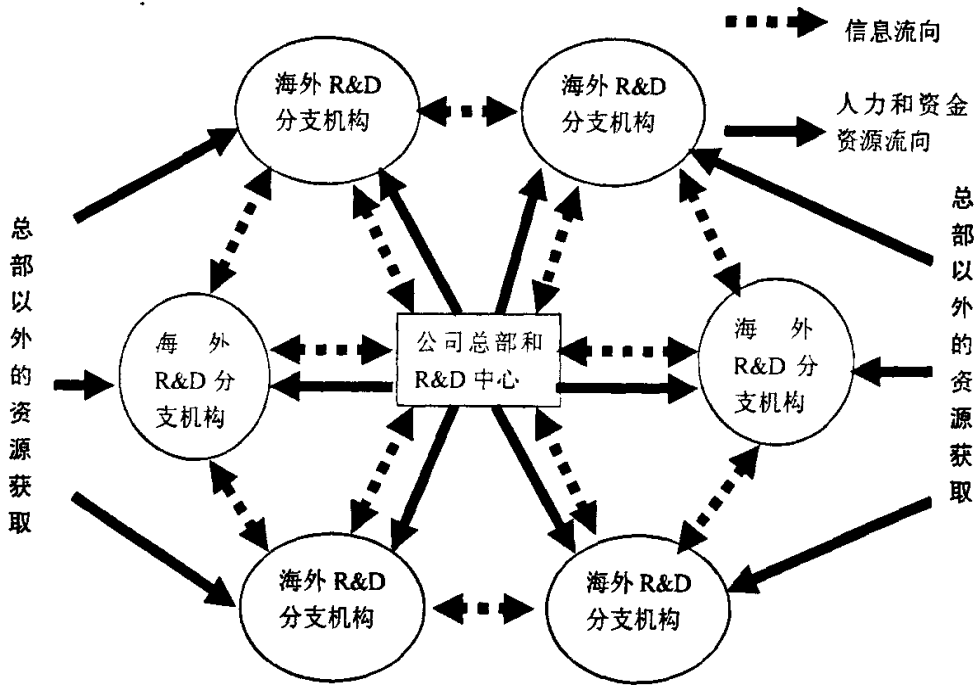 信息流向
人力和资金
资源流向
海外 R&D
分支机构
海外 R&D
分支机构
总部以外的资源获取
总部以外的资源获取
海 外
R&D 分
支机构
公司总部和
R&D 中心
海 外
R&D 分
支机构
海外 R&D
分支机构
海外 R&D
分支机构